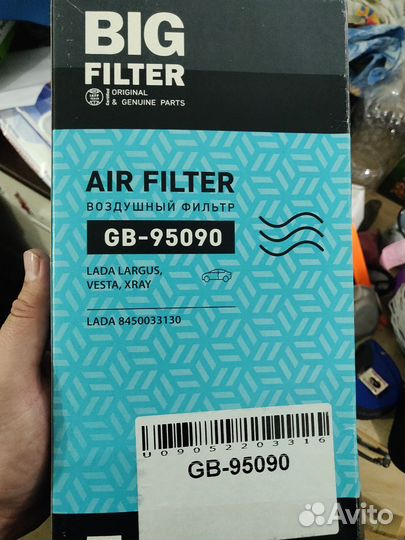 BIG
FILTER
ORIGINAL
& GENUINE PARTS
AIR FILTER
ВОЗДУШНЫЙ ФИЛЬТР
GB-95090
LADA LARGUS,
VESTA, XRAY
LADA 8450033130
U09052203316
GB-95090
Avito